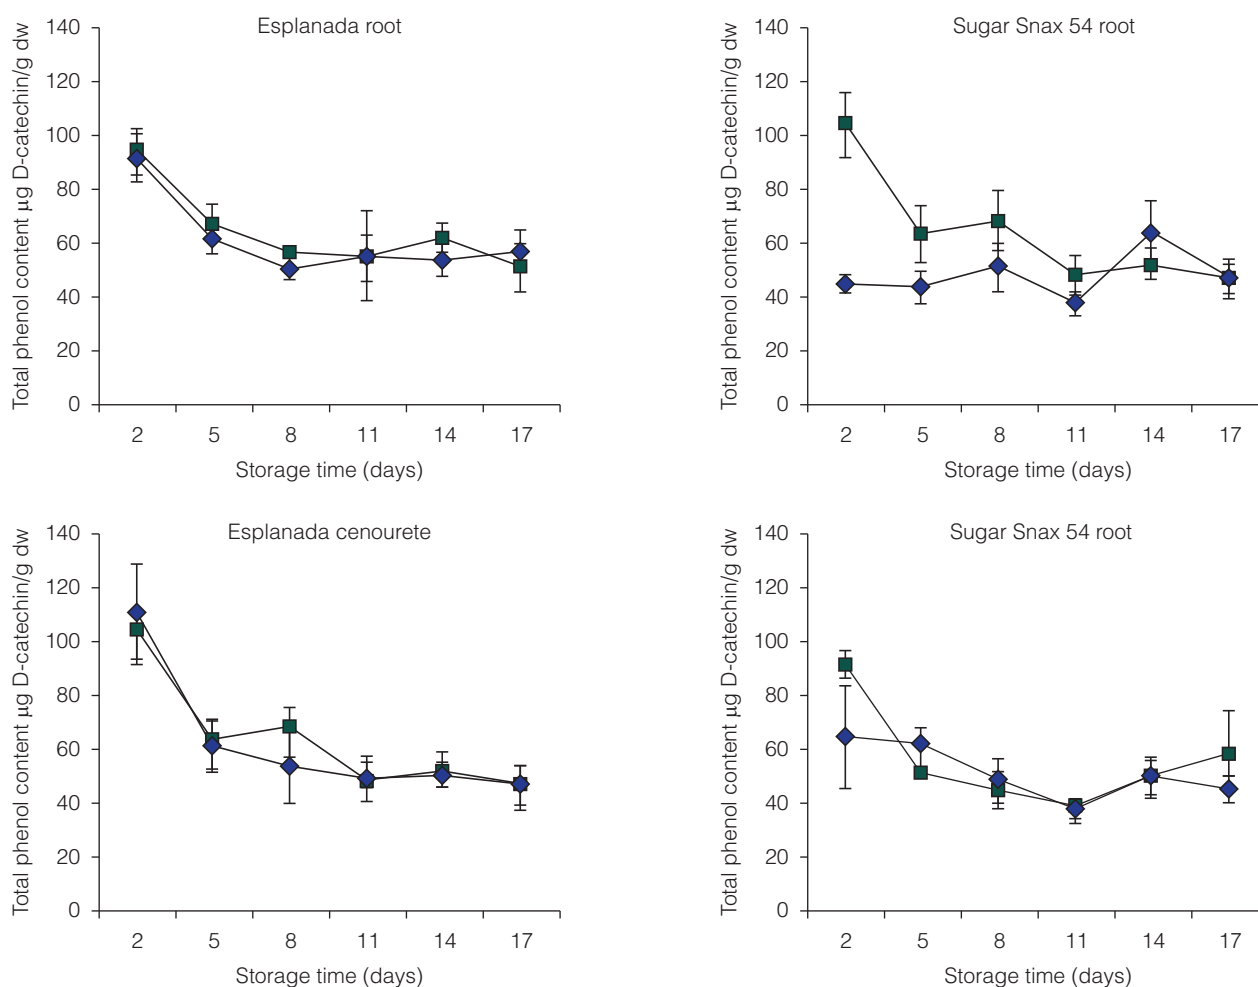 Esplanada root
Total phenol content μg D-catechin/g dw
140
120
100
80
60
40
20
0
2 5 8 11 14 17
Storage time (days)
Sugar Snax 54 root
Total phenol content μg D-catechin/g dw
140
120
100
80
60
40
20
0
2 5 8 11 14 17
Storage time (days)
Esplanada cenourete
Total phenol content μg D-catechin/g dw
140
120
100
80
60
40
20
0
2 5 8 11 14 17
Storage time (days)
Sugar Snax 54 root
Total phenol content μg D-catechin/g dw
140
120
100
80
60
40
20
0
2 5 8 11 14 17
Storage time (days)